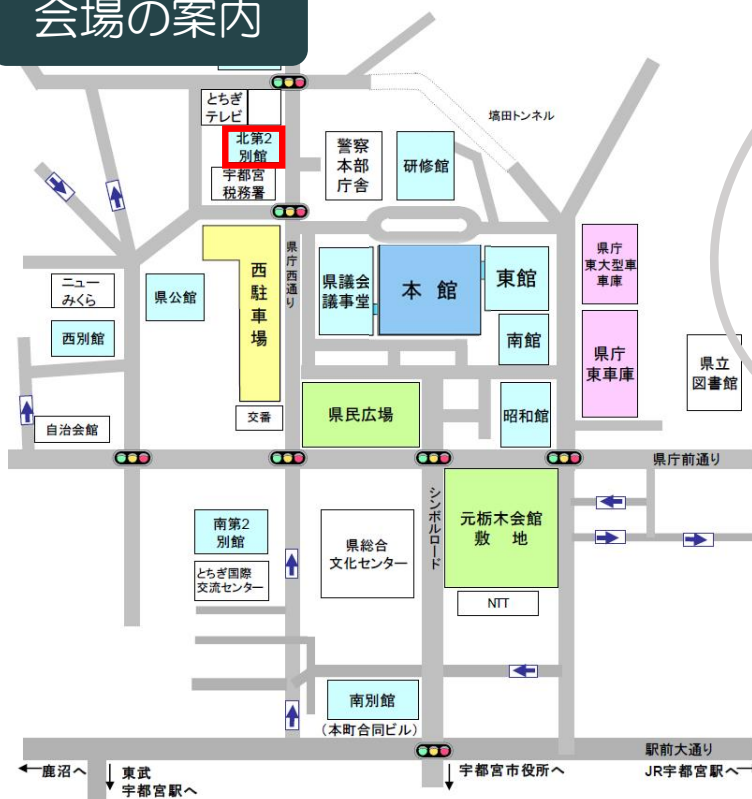 会場の案内
とちぎ
テレビ
北第2
別館
宇都宮
税務署
警察
本部
庁舎
研修館
塙田トンネル
県庁西通り
西駐車場
県議会
議事堂
本館
東館
南館
県庁
東大型車
車庫
県庁
東車庫
県立
図書館
ニュー
みくら
県公館
西別館
自治会館
交番
県民広場
昭和館
県庁前通り
シンボルロード
南第2
別館
とちぎ国際
交流センター
県総合
文化センター
元栃木会館
敷地
NTT
南別館
(本町合同ビル)
駅前大通り
鹿沼へ
東武
宇都宮駅へ
宇都宮市役所へ
JR宇都宮駅へ